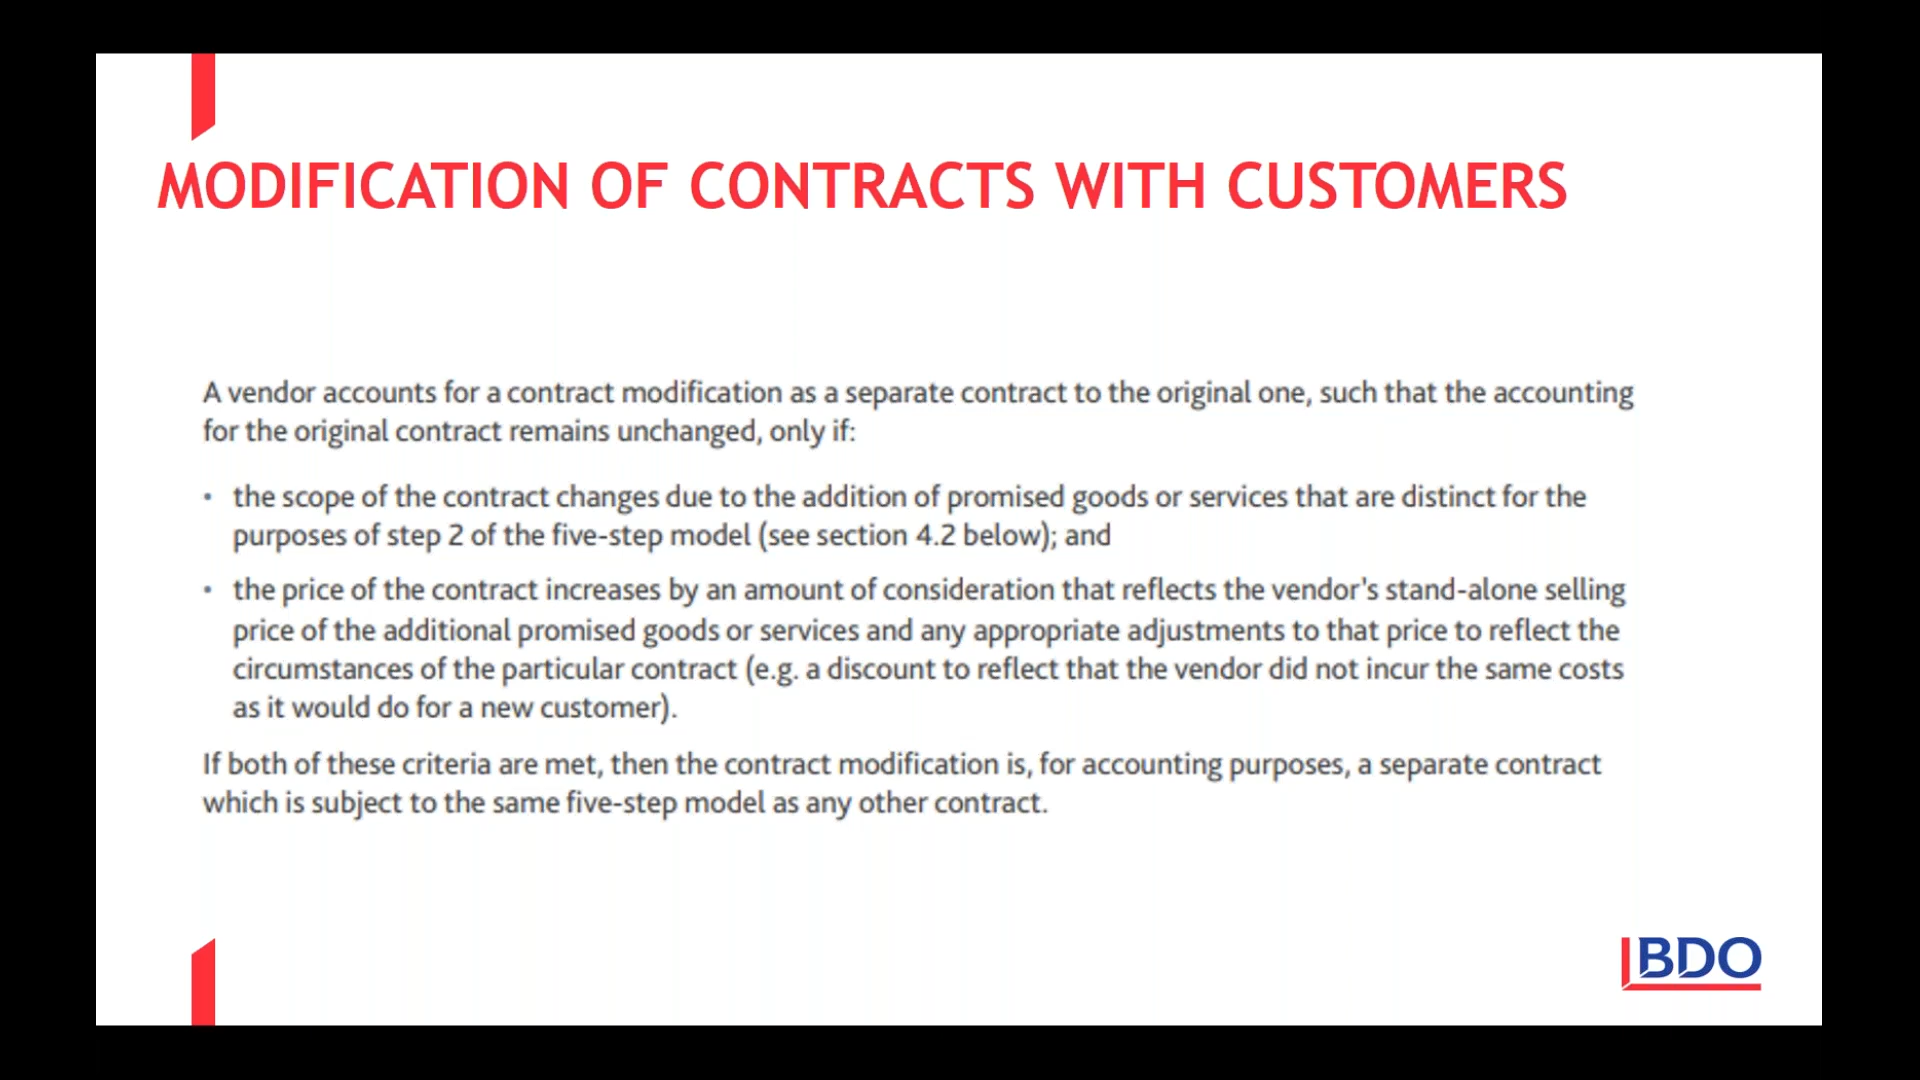 MODIFICATION OF CONTRACTS WITH CUSTOMERS
A vendor accounts for a contract modification as a separate contract to the original one, such that the accounting
for the original contract remains unchanged, only if:
• the scope of the contract changes due to the addition of promised goods or services that are distinct for the
purposes of step 2 of the five-step model (see section 4.2 below); and
• the price of the contract increases by an amount of consideration that reflects the vendor's stand-alone selling
price of the additional promised goods or services and any appropriate adjustments to that price to reflect the
circumstances of the particular contract (e.g. a discount to reflect that the vendor did not incur the same costs
as it would do for a new customer).
If both of these criteria are met, then the contract modification is, for accounting purposes, a separate contract
which is subject to the same five-step model as any other contract.
BDO